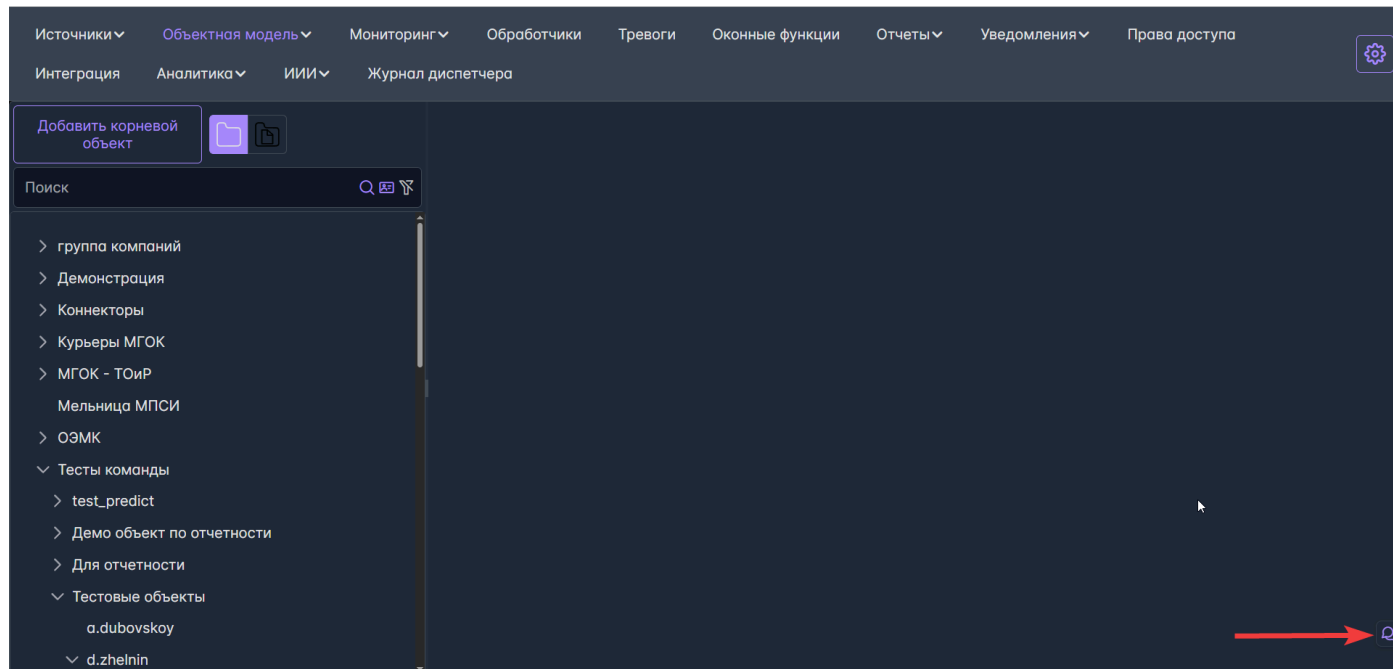 Источники Объектная модель Мониторинг Обработчики Тревоги Оконные функции Отчеты Уведомления Права доступа
Интеграция Аналитика ИИИ Журнал диспетчера
Добавить корневой
объект
Поиск
группа компаний
Демонстрация
Коннекторы
Курьеры МГОК
МГОК - ТОиР
Мельница МПСИ
ОЭМК
Тесты команды
test_predict
Демо объект по отчетности
Для отчетности
Тестовые объекты
a.dubovskoy
d.zhelnin